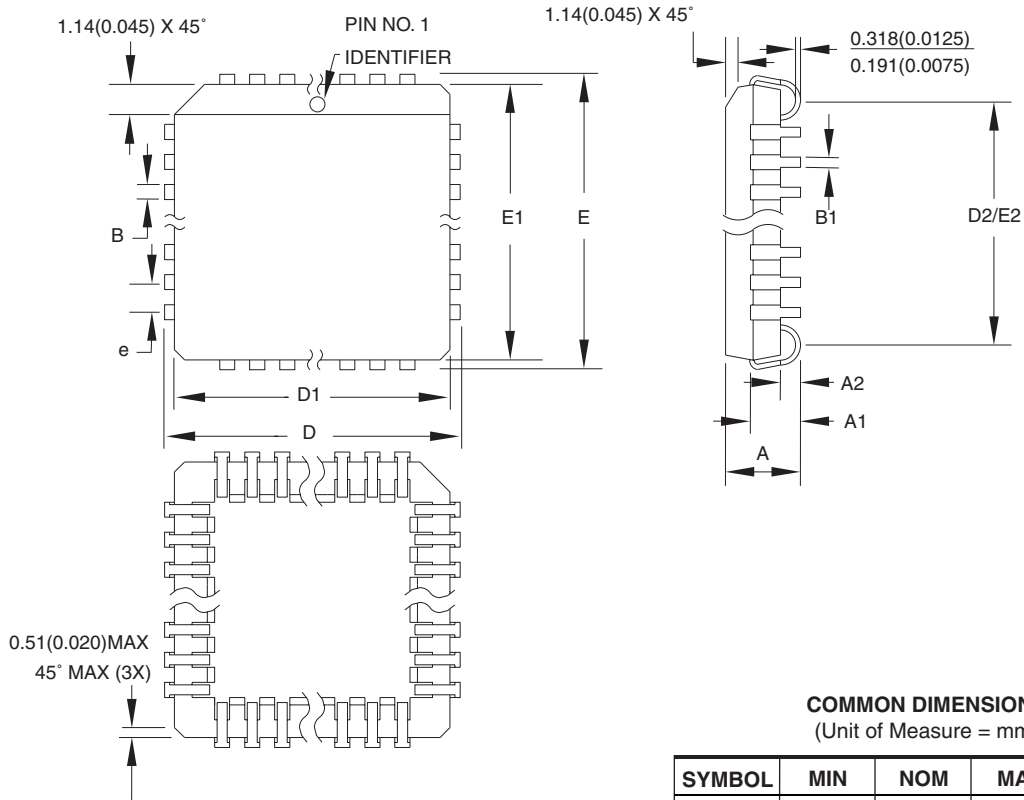 1.14(0.045) X 45˚
PIN NO. 1
IDENTIFIER
1.14(0.045) X 45˚
0.318(0.0125)
0.191(0.0075)
B
e
E1
E
B1
D2/E2
A2
A1
A
D1
D
0.51(0.020)MAX
45˚ MAX (3X)
COMMON DIMENSION
(Unit of Measure = mm
SYMBOL MIN NOM MA